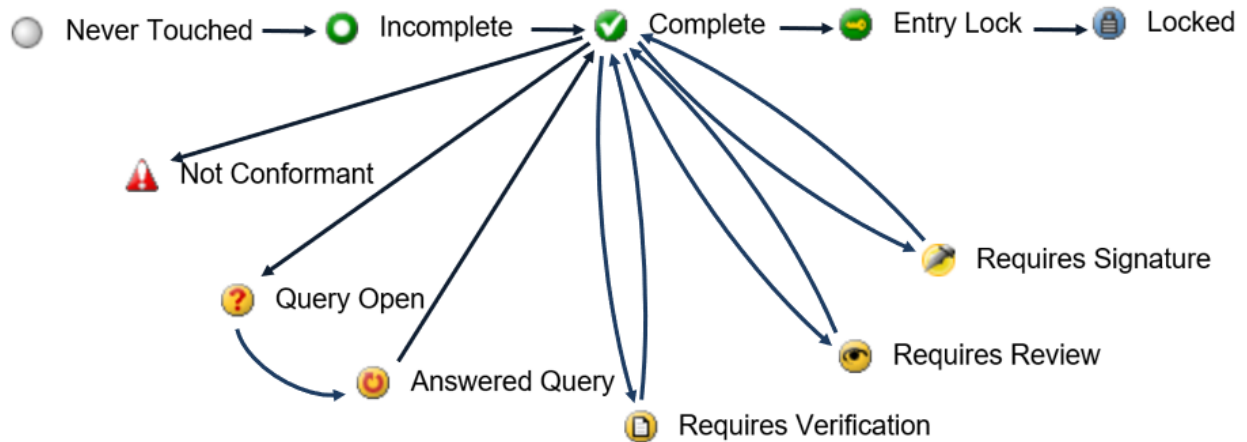 Never Touched
Incomplete
Complete
Entry Lock
Locked
Not Conformant
Requires Signature
Query Open
Requires Review
Answered Query
Requires Verification